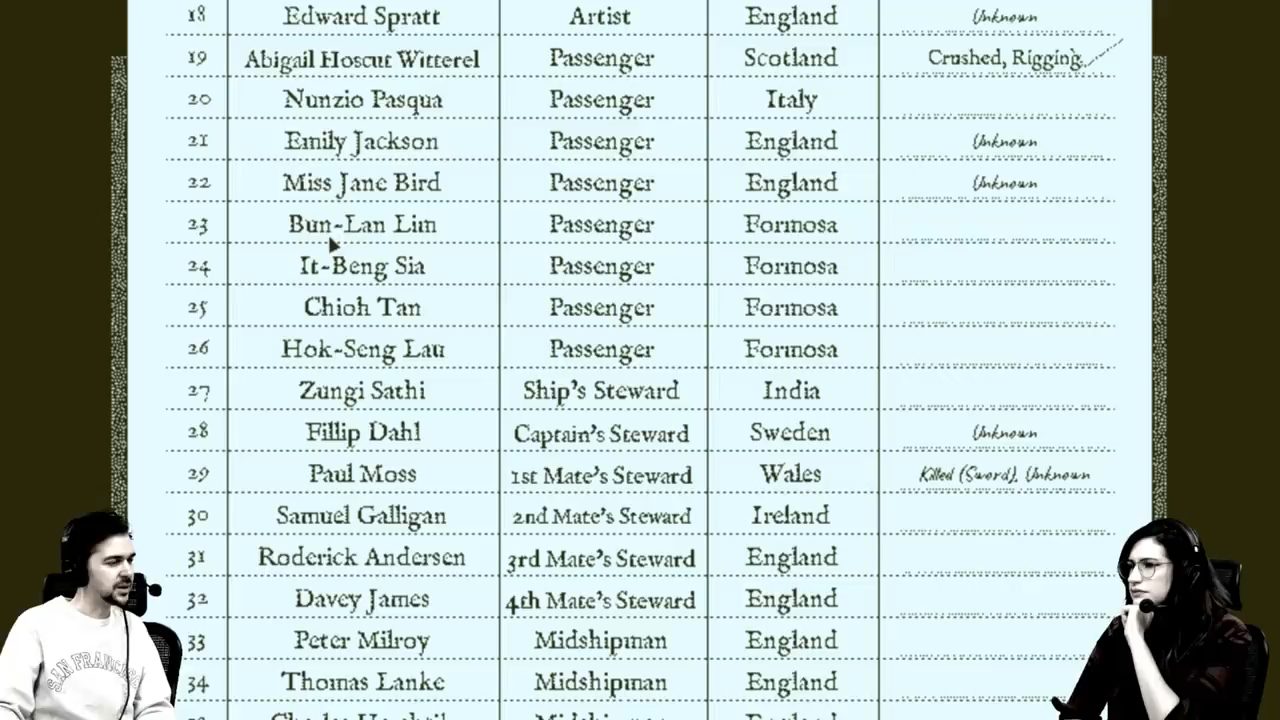 18 Edward Spratt Artist England Unknown
19 Abigail Hoscut Witterel Passenger Scotland Crushed, Rigging
20 Nunzio Pasqua Passenger Italy
21 Emily Jackson Passenger England Unknown
22 Miss Jane Bird Passenger England Unknown
23 Bun-Lan Lim Passenger Formosa
24 It-Beng Sia Passenger Formosa
25 Chioh Tan Passenger Formosa
26 Hok-Seng Lau Passenger Formosa
27 Zungi Sathi Ship's Steward India
28 Fillip Dahl Captain's Steward Sweden Unknown
29 Paul Moss 1st Mate's Steward Wales Killed (Sword), Unknown
30 Samuel Galligan 2nd Mate's Steward Ireland
31 Roderick Andersen 3rd Mate's Steward England
32 Davey James 4th Mate's Steward England
33 Peter Milroy Midshipman England
34 Thomas Lanke Midshipman England
SAN FRANC